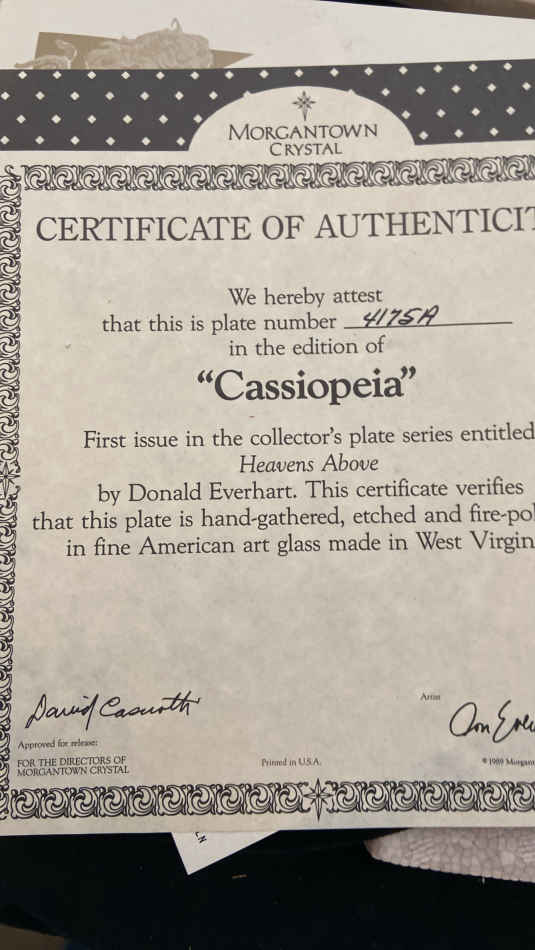 MORGANTOWN
CRYSTAL
CERTIFICATE OF AUTHENTICIT
We hereby attest
that this is plate number 4175A
in the edition of
“Cassiopeia”
First issue in the collector's plate series entitled
Heavens Above
by Donald Everhart. This certificate verifies
that this plate is hand-gathered, etched and fire-pol
in fine American art glass made in West Virgin
David
Artist
Approved for release:
FOR THE DIRECTORS OF
MORGANTOWN CRYSTAL
Printed in U.S.A.
© 1989 Morgan